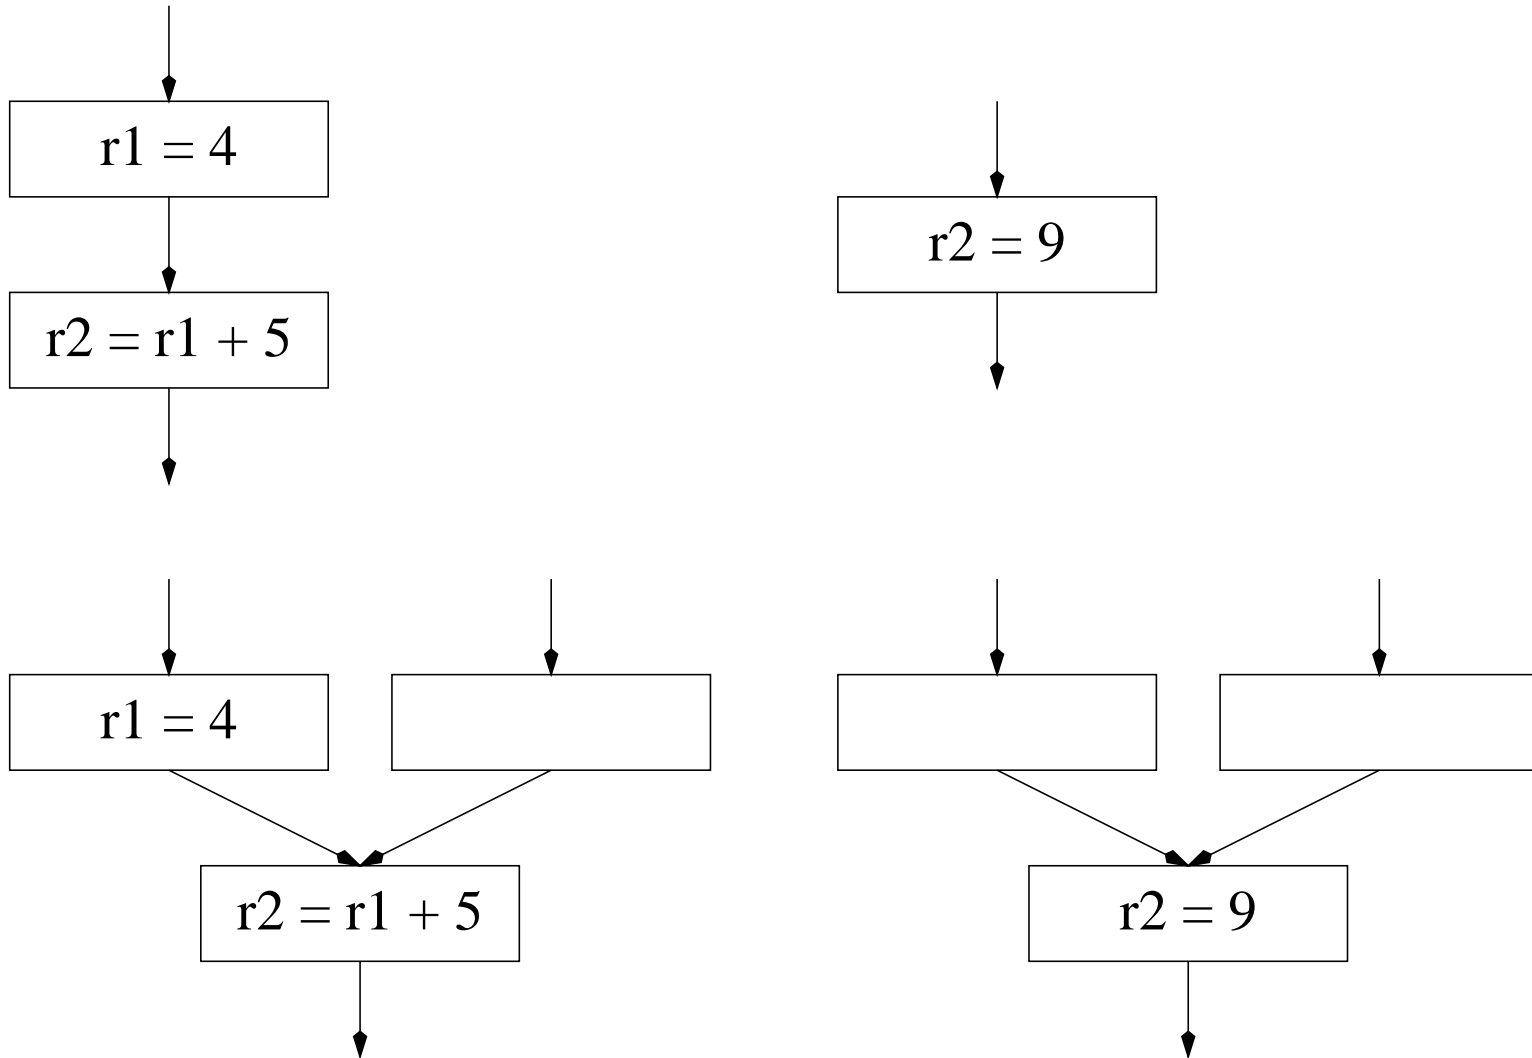 r1 = 4
r2 = 9
r2 = r1 + 5
r1 = 4
r2 = r1 + 5
r2 = 9